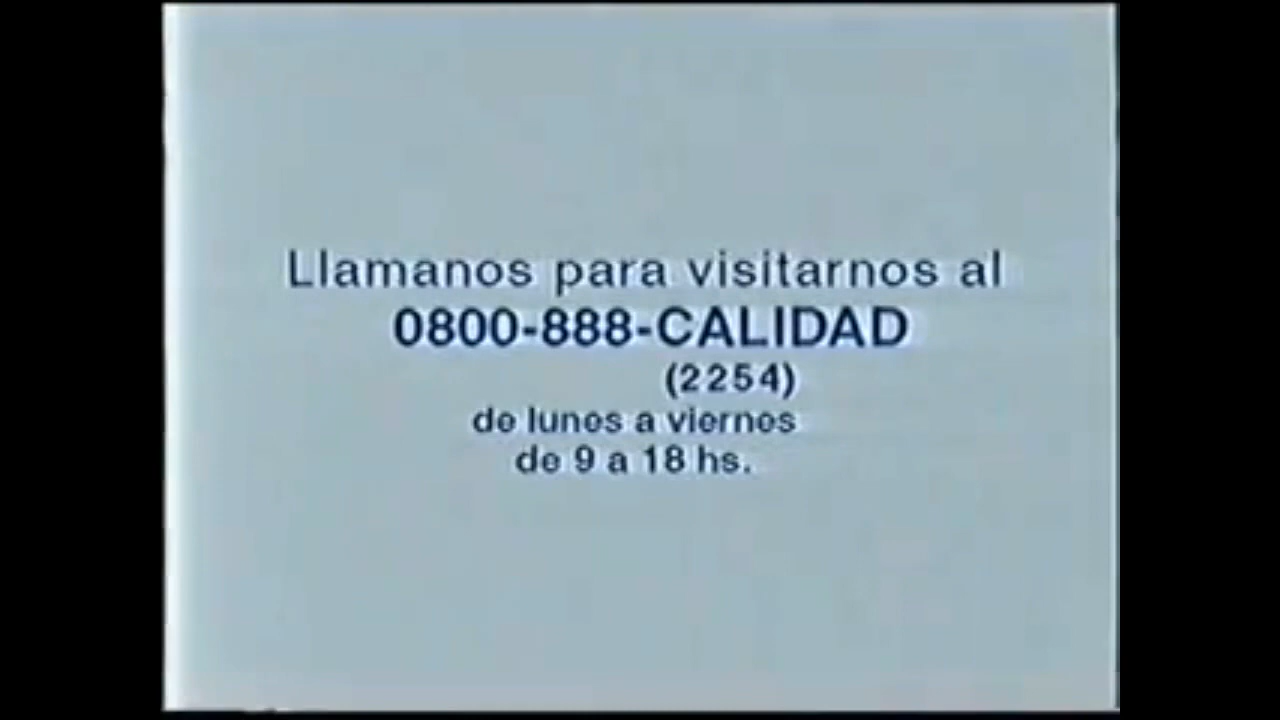 Llamanos para visitarnos al
0800-888-CALIDAD
(2254)
de lunes a viernes
de 9 a 18 hs.